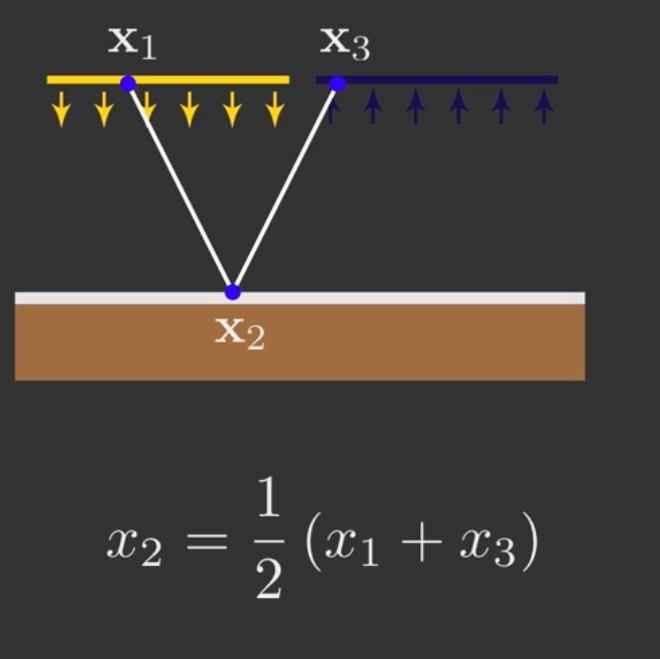 x₁ x₃
x₂
x₂ = 1/2 (x₁ + x₃)